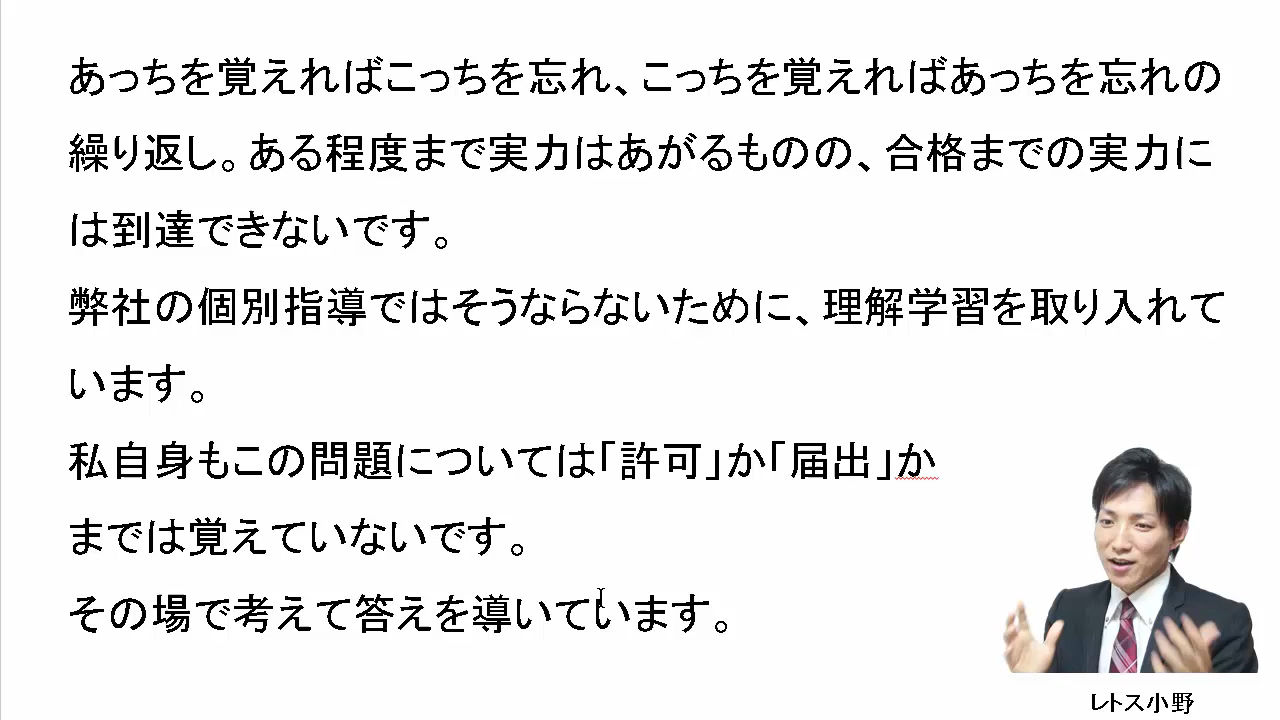 あっちを覚えればこっちを忘れ、こっちを覚えればあっちを忘れの
繰り返し。ある程度まで実力はあがるものの、合格までの実力に
は到達できないです。
弊社の個別指導ではそうならないために、理解学習を取り入れて
います。
私自身もこの問題については「許可」か「届出」か
までは覚えていないです。
その場で考えて答えを導いています。
レトス小野